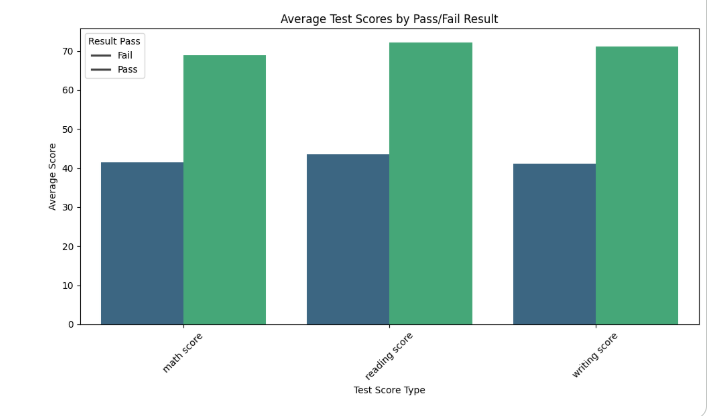 Average Test Scores by Pass/Fail Result
Result Pass
Fail
Pass
70
60
50
40
30
20
10
0
Average Score
math score
reading score
writing score
Test Score Type